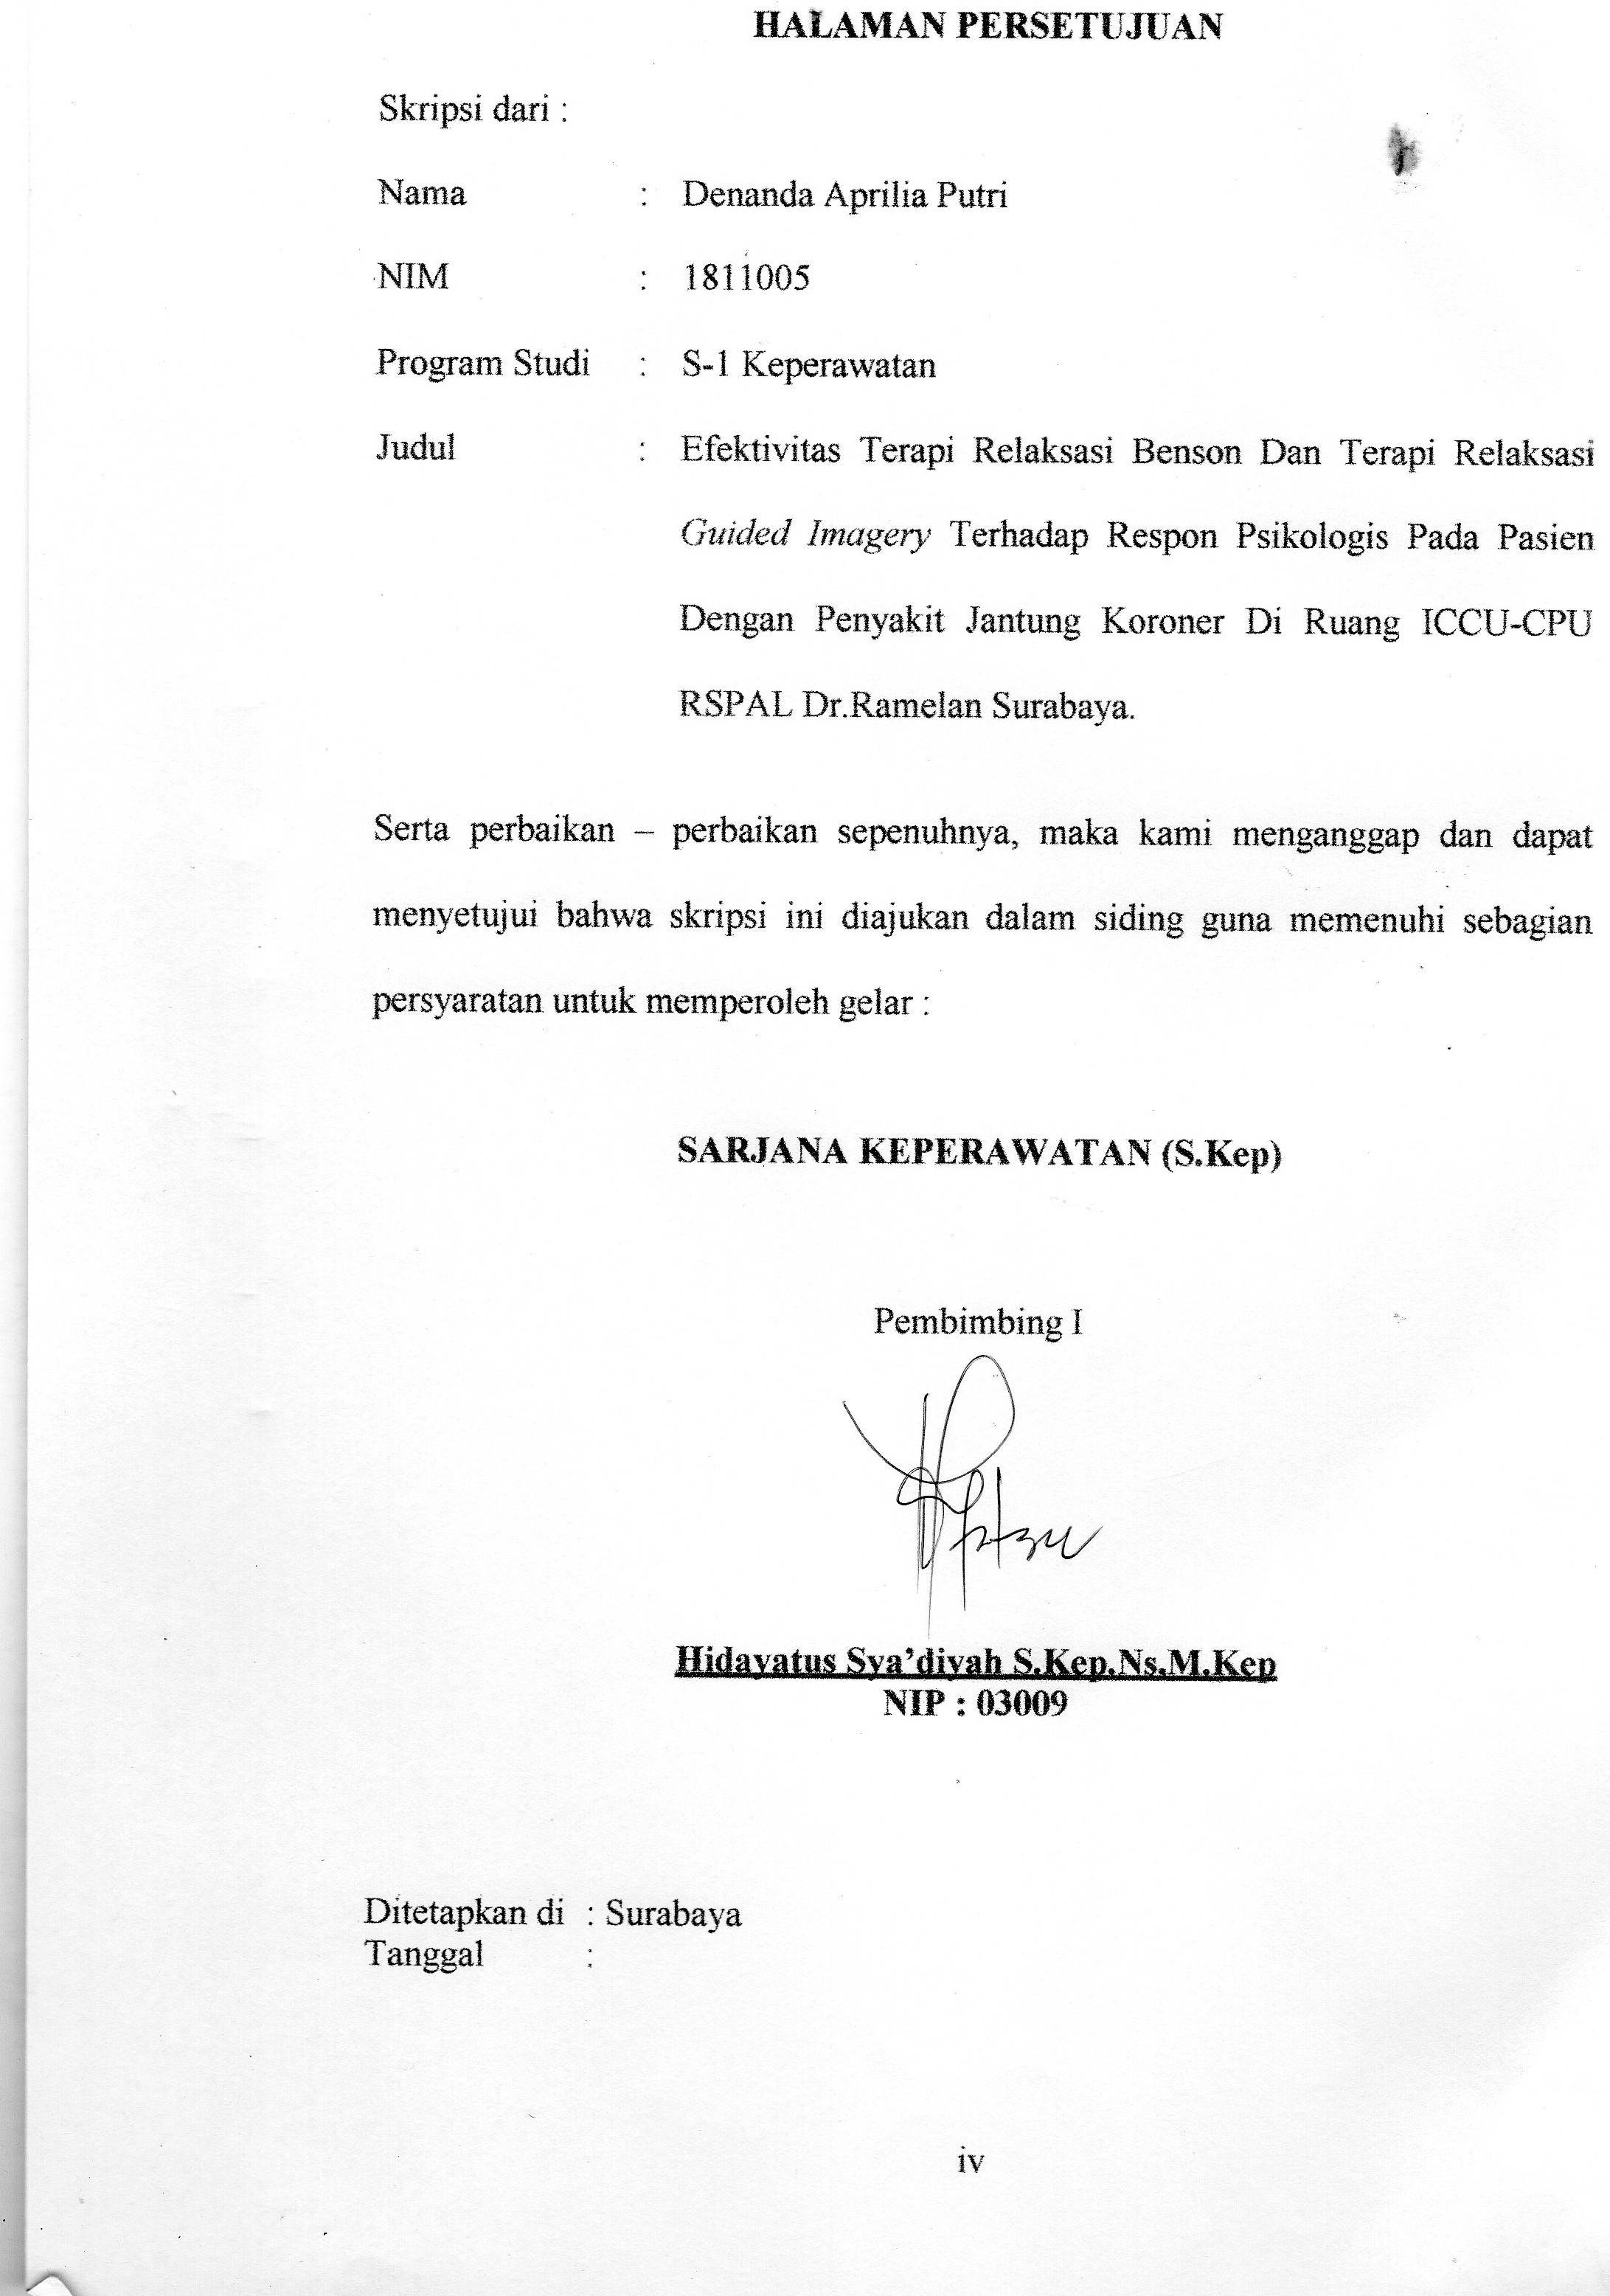 HALAMAN PERSETUJUAN
Skripsi dari :
Nama : Denanda Aprilia Putri
NIM : 1811005
Program Studi : S-1 Keperawatan
Judul : Efektivitas Terapi Relaksasi Benson Dan Terapi Relaksasi
Guided Imagery Terhadap Respon Psikologis Pada Pasien
Dengan Penyakit Jantung Koroner Di Ruang ICCU-CPU
RSPAL Dr.Ramelan Surabaya.
Serta perbaikan – perbaikan sepenuhnya, maka kami menganggap dan dapat
menyetujui bahwa skripsi ini diajukan dalam siding guna memenuhi sebagian
persyaratan untuk memperoleh gelar :
SARJANA KEPERAWATAN (S.Kep)
Pembimbing I
Hidayatus Sya'diyah S.Kep.Ns.M.Kep
NIP : 03009
Ditetapkan di : Surabaya
Tanggal :
iv